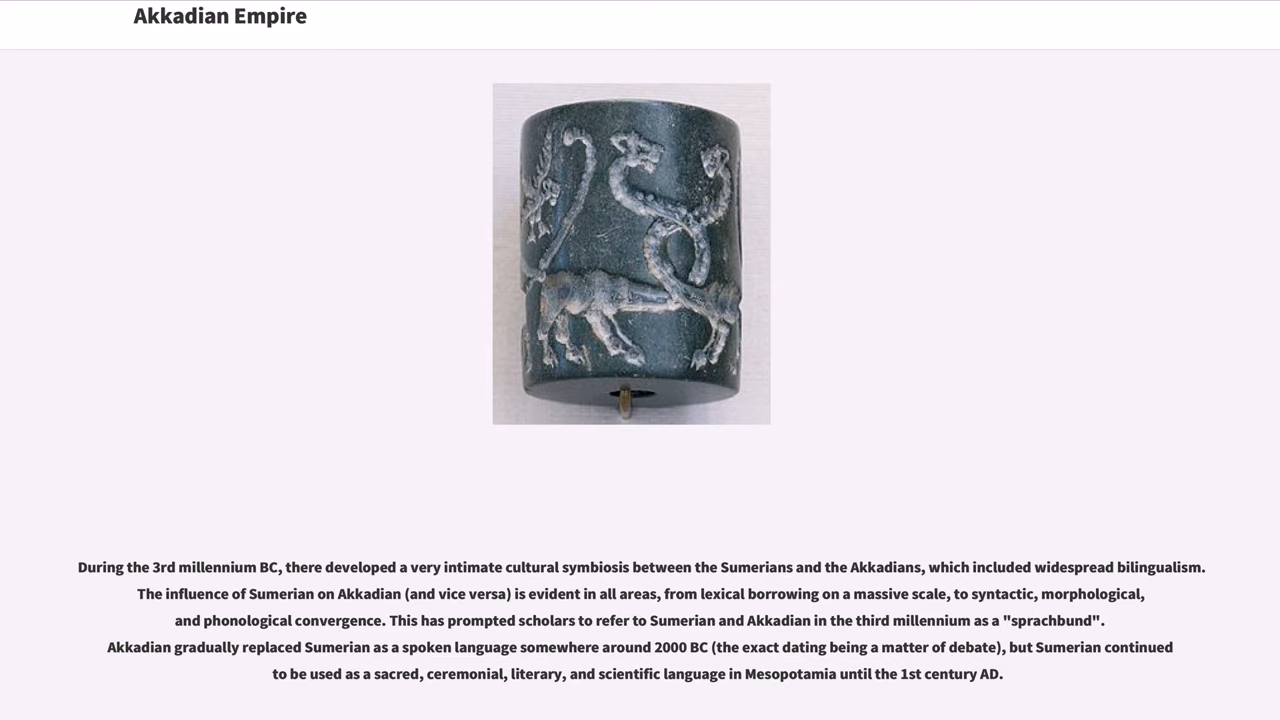 Akkadian Empire
During the 3rd millennium BC, there developed a very intimate cultural symbiosis between the Sumerians and the Akkadians, which included widespread bilingualism.
The influence of Sumerian on Akkadian (and vice versa) is evident in all areas, from lexical borrowing on a massive scale, to syntactic, morphological,
and phonological convergence. This has prompted scholars to refer to Sumerian and Akkadian in the third millennium as a "sprachbund".
Akkadian gradually replaced Sumerian as a spoken language somewhere around 2000 BC (the exact dating being a matter of debate), but Sumerian continued
to be used as a sacred, ceremonial, literary, and scientific language in Mesopotamia until the 1st century AD.